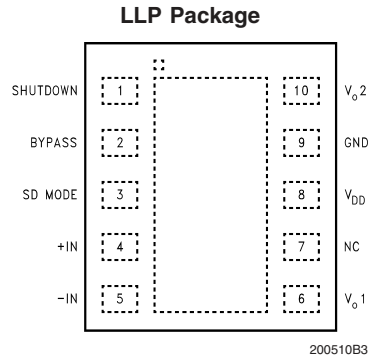 LLP Package
SHUTDOWN 1 10 Vo2
BYPASS 2 9 GND
SD MODE 3 8 VDD
+IN 4 7 NC
-IN 5 6 Vo1
200510B3